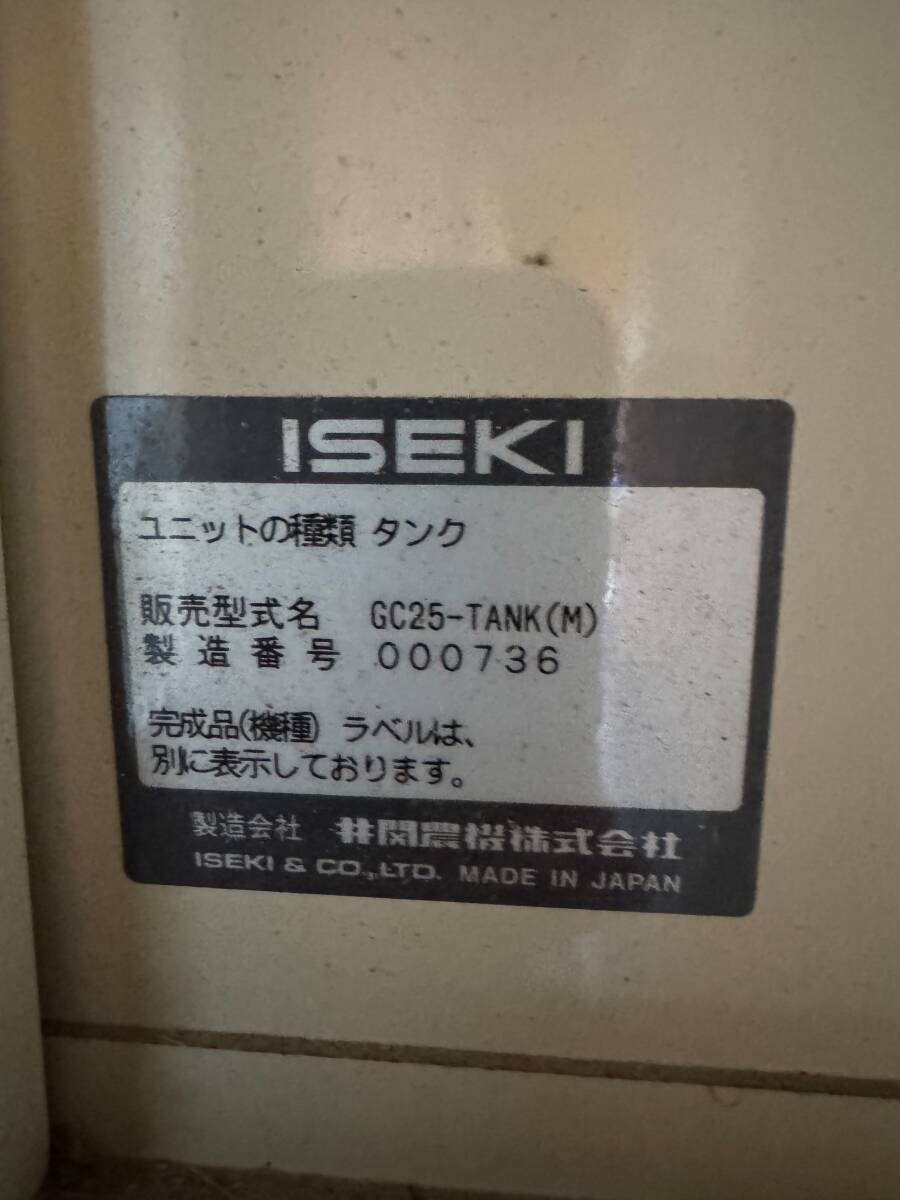 ISEKI
ユニットの種類 タンク
販売型式名 GC25-TANK(M)
製造番号 000736
完成品(機種) ラベルは、
別に表示しております。
製造会社 井関農機株式会社
ISEKI & CO.,LTD. MADE IN JAPAN